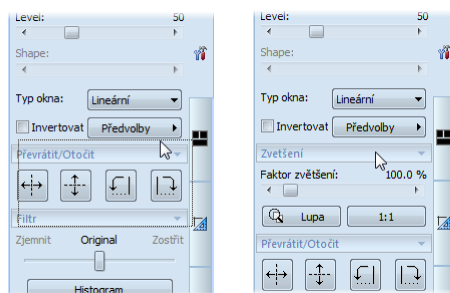 Level: 50
Shape:
Typ okna: Lineární
Invertovat Předvolby
Převrátit/Otočit
Filtr
Zjemnit Original Zostřit
Histogram
Level: 50
Shape:
Typ okna: Lineární
Invertovat Předvolby
Zvetšení
Faktor zvětšení: 100.0 %
Lupa 1:1
Převrátit/Otočit